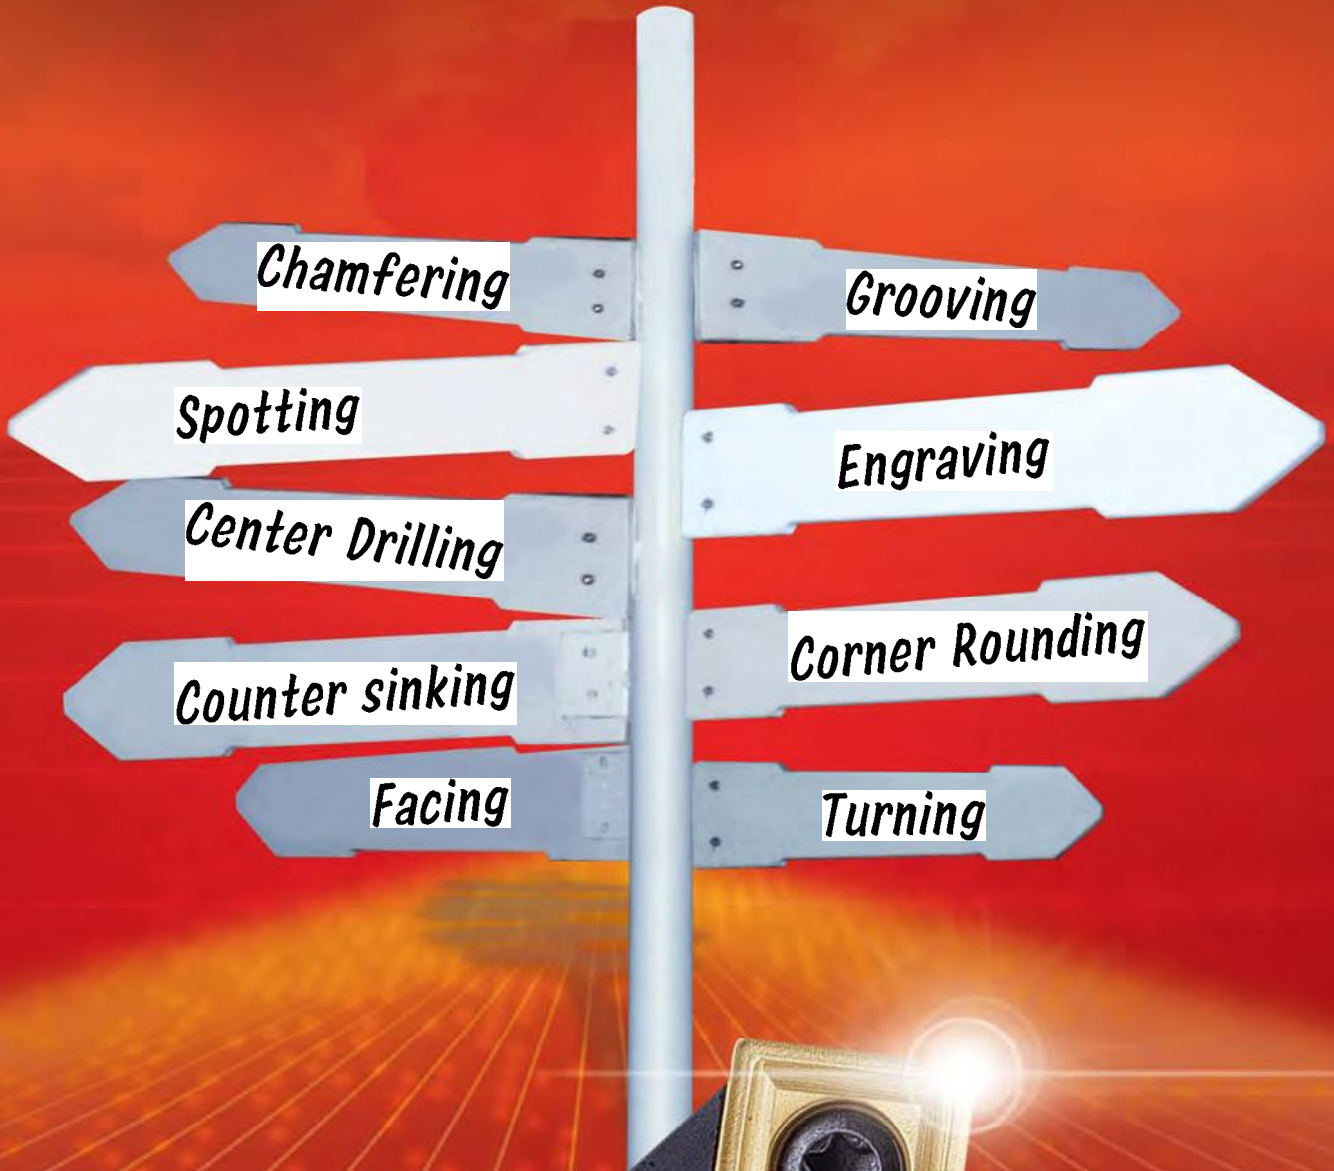 Chamfering
Grooving
Spotting
Engraving
Center Drilling
Corner Rounding
Counter sinking
Facing
Turning